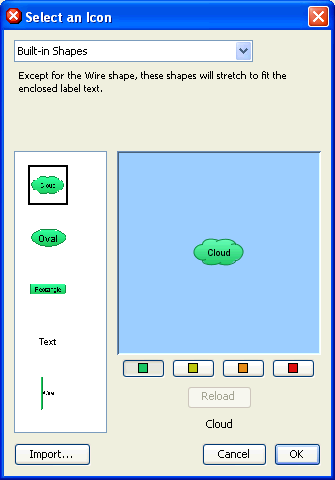 Select an Icon
Built-in Shapes
Except for the Wire shape, these shapes will stretch to fit the
enclosed label text.
Cloud
Oval
Rectangle
Text
Wire
Cloud
Reload
Cloud
Import...
Cancel
OK